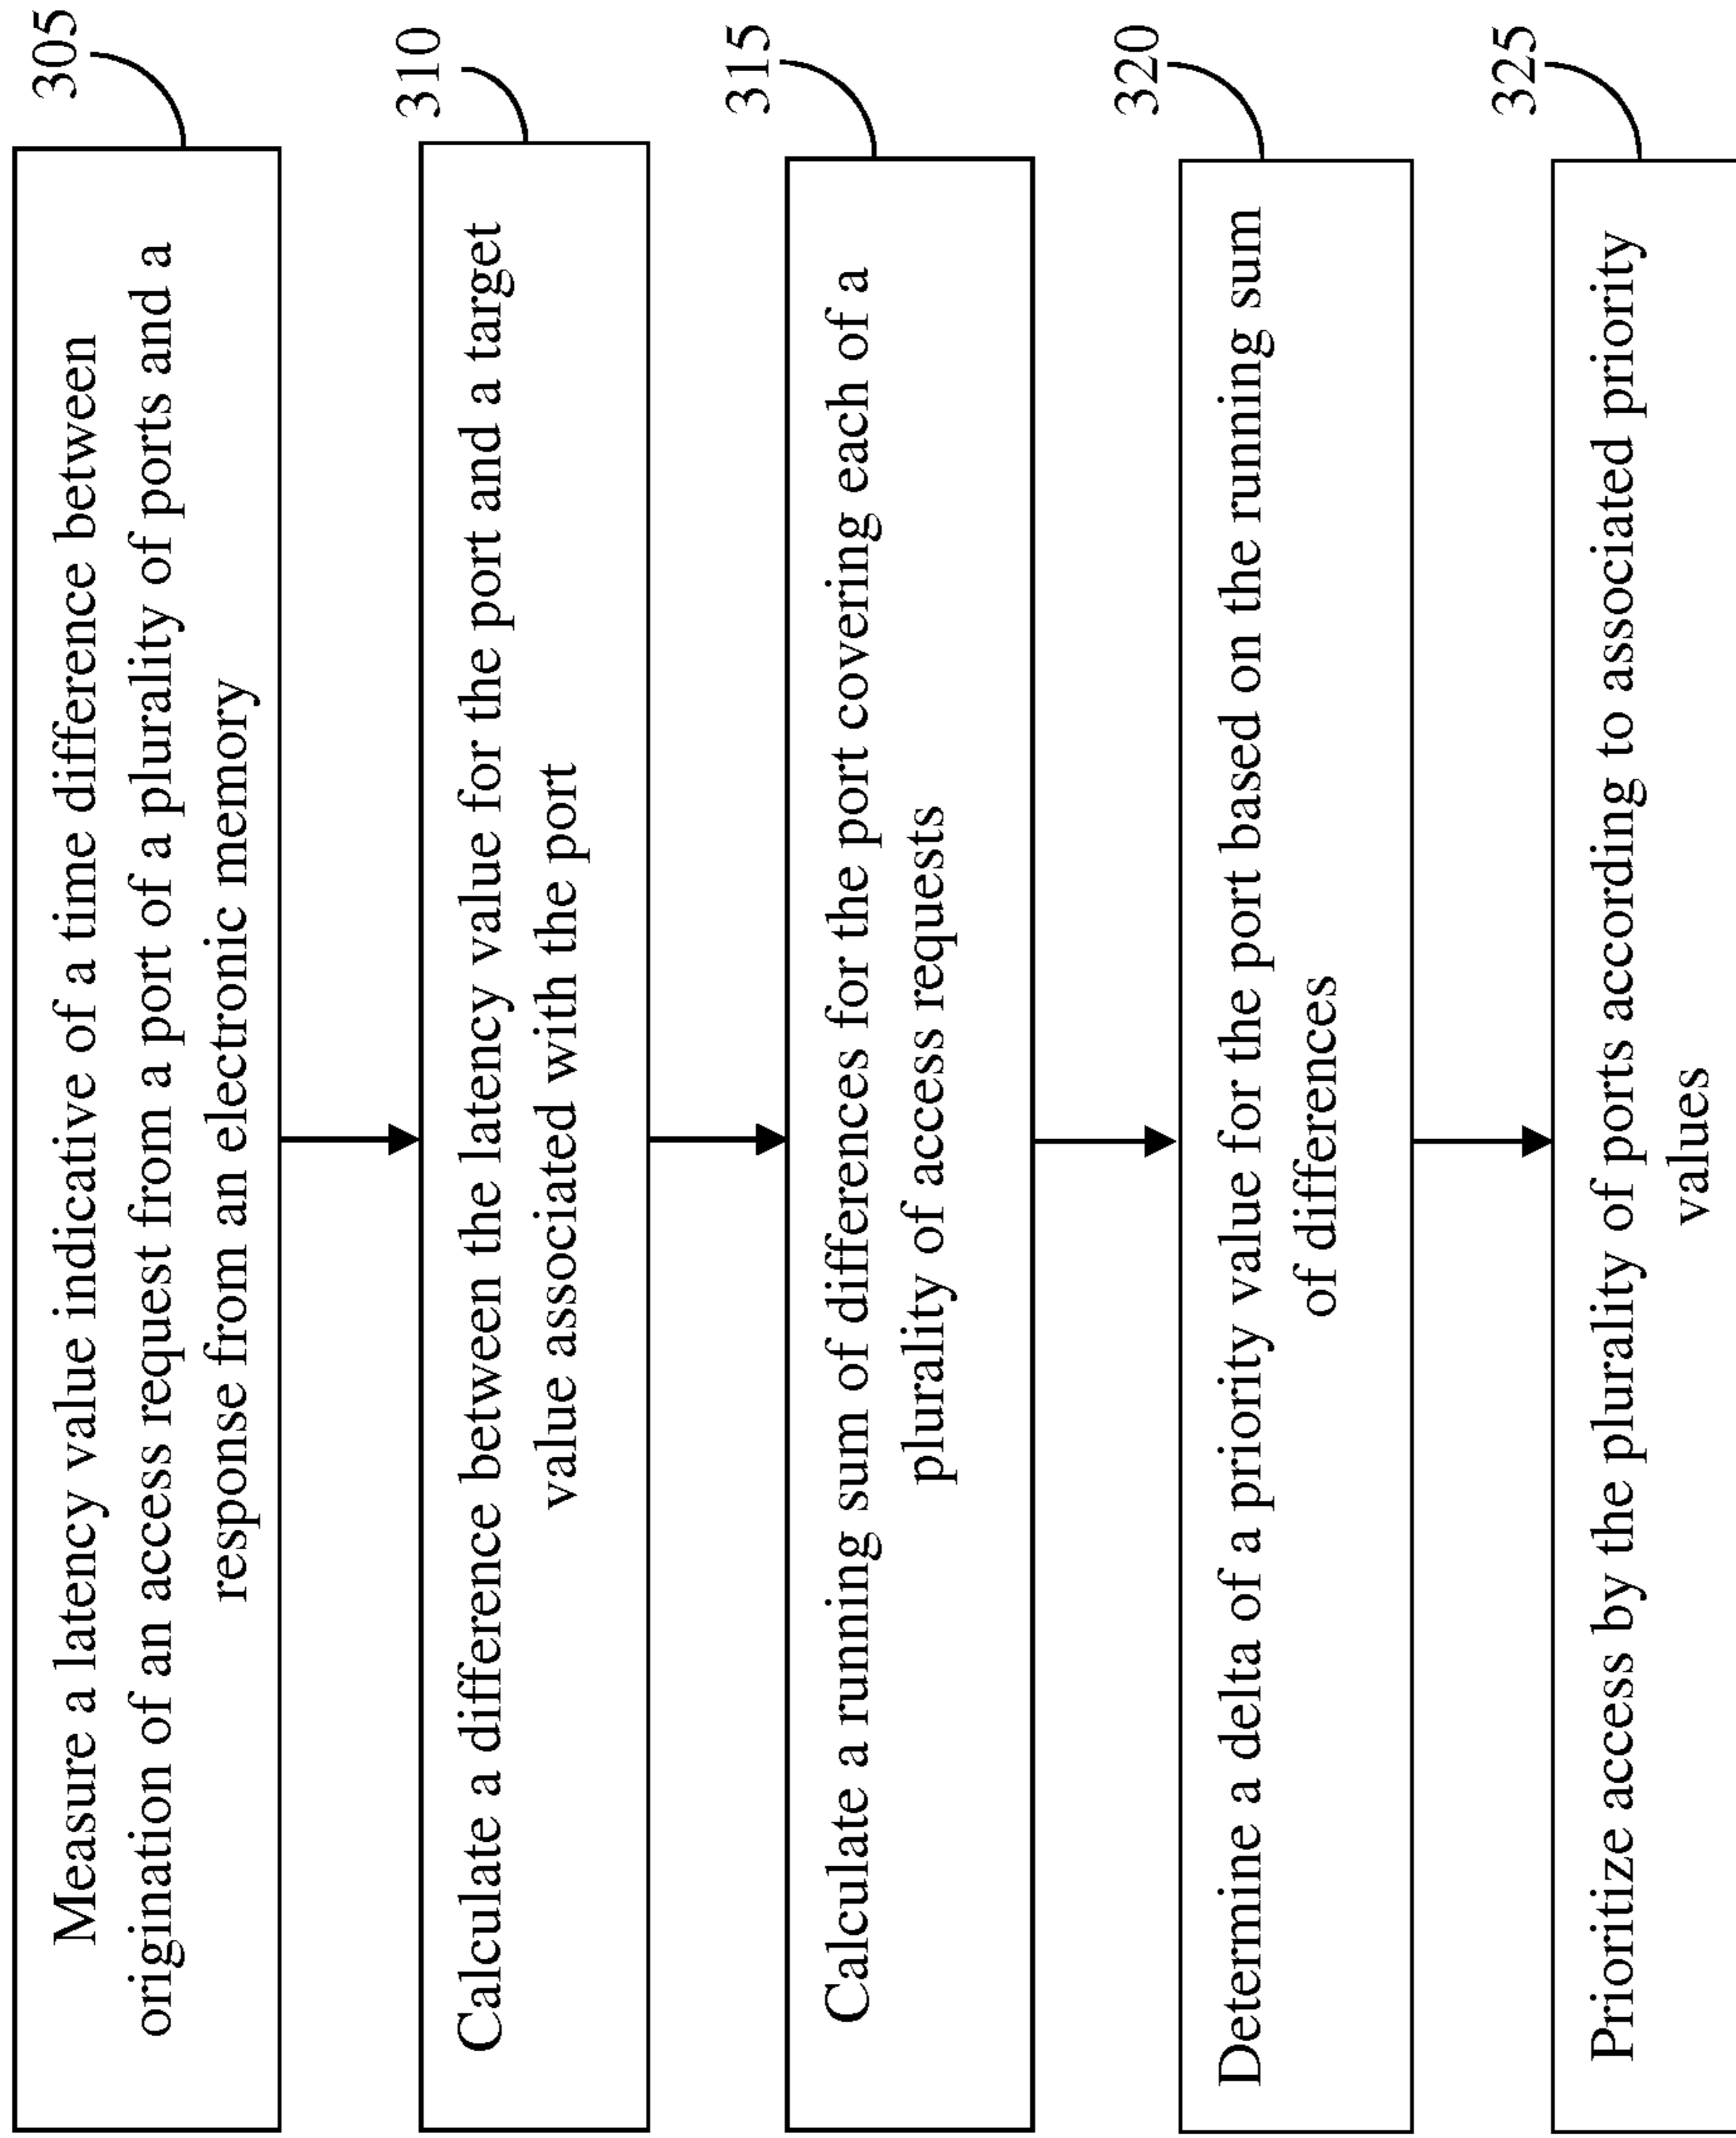 Measure a latency value indicative of a time difference between
origination of an access request from a port of a plurality of ports and a
response from an electronic memory
305
Calculate a difference between the latency value for the port and a target
value associated with the port
310
Calculate a running sum of differences for the port covering each of a
plurality of access requests
315
Determine a delta of a priority value for the port based on the running sum
of differences
320
Prioritize access by the plurality of ports according to associated priority
values
325